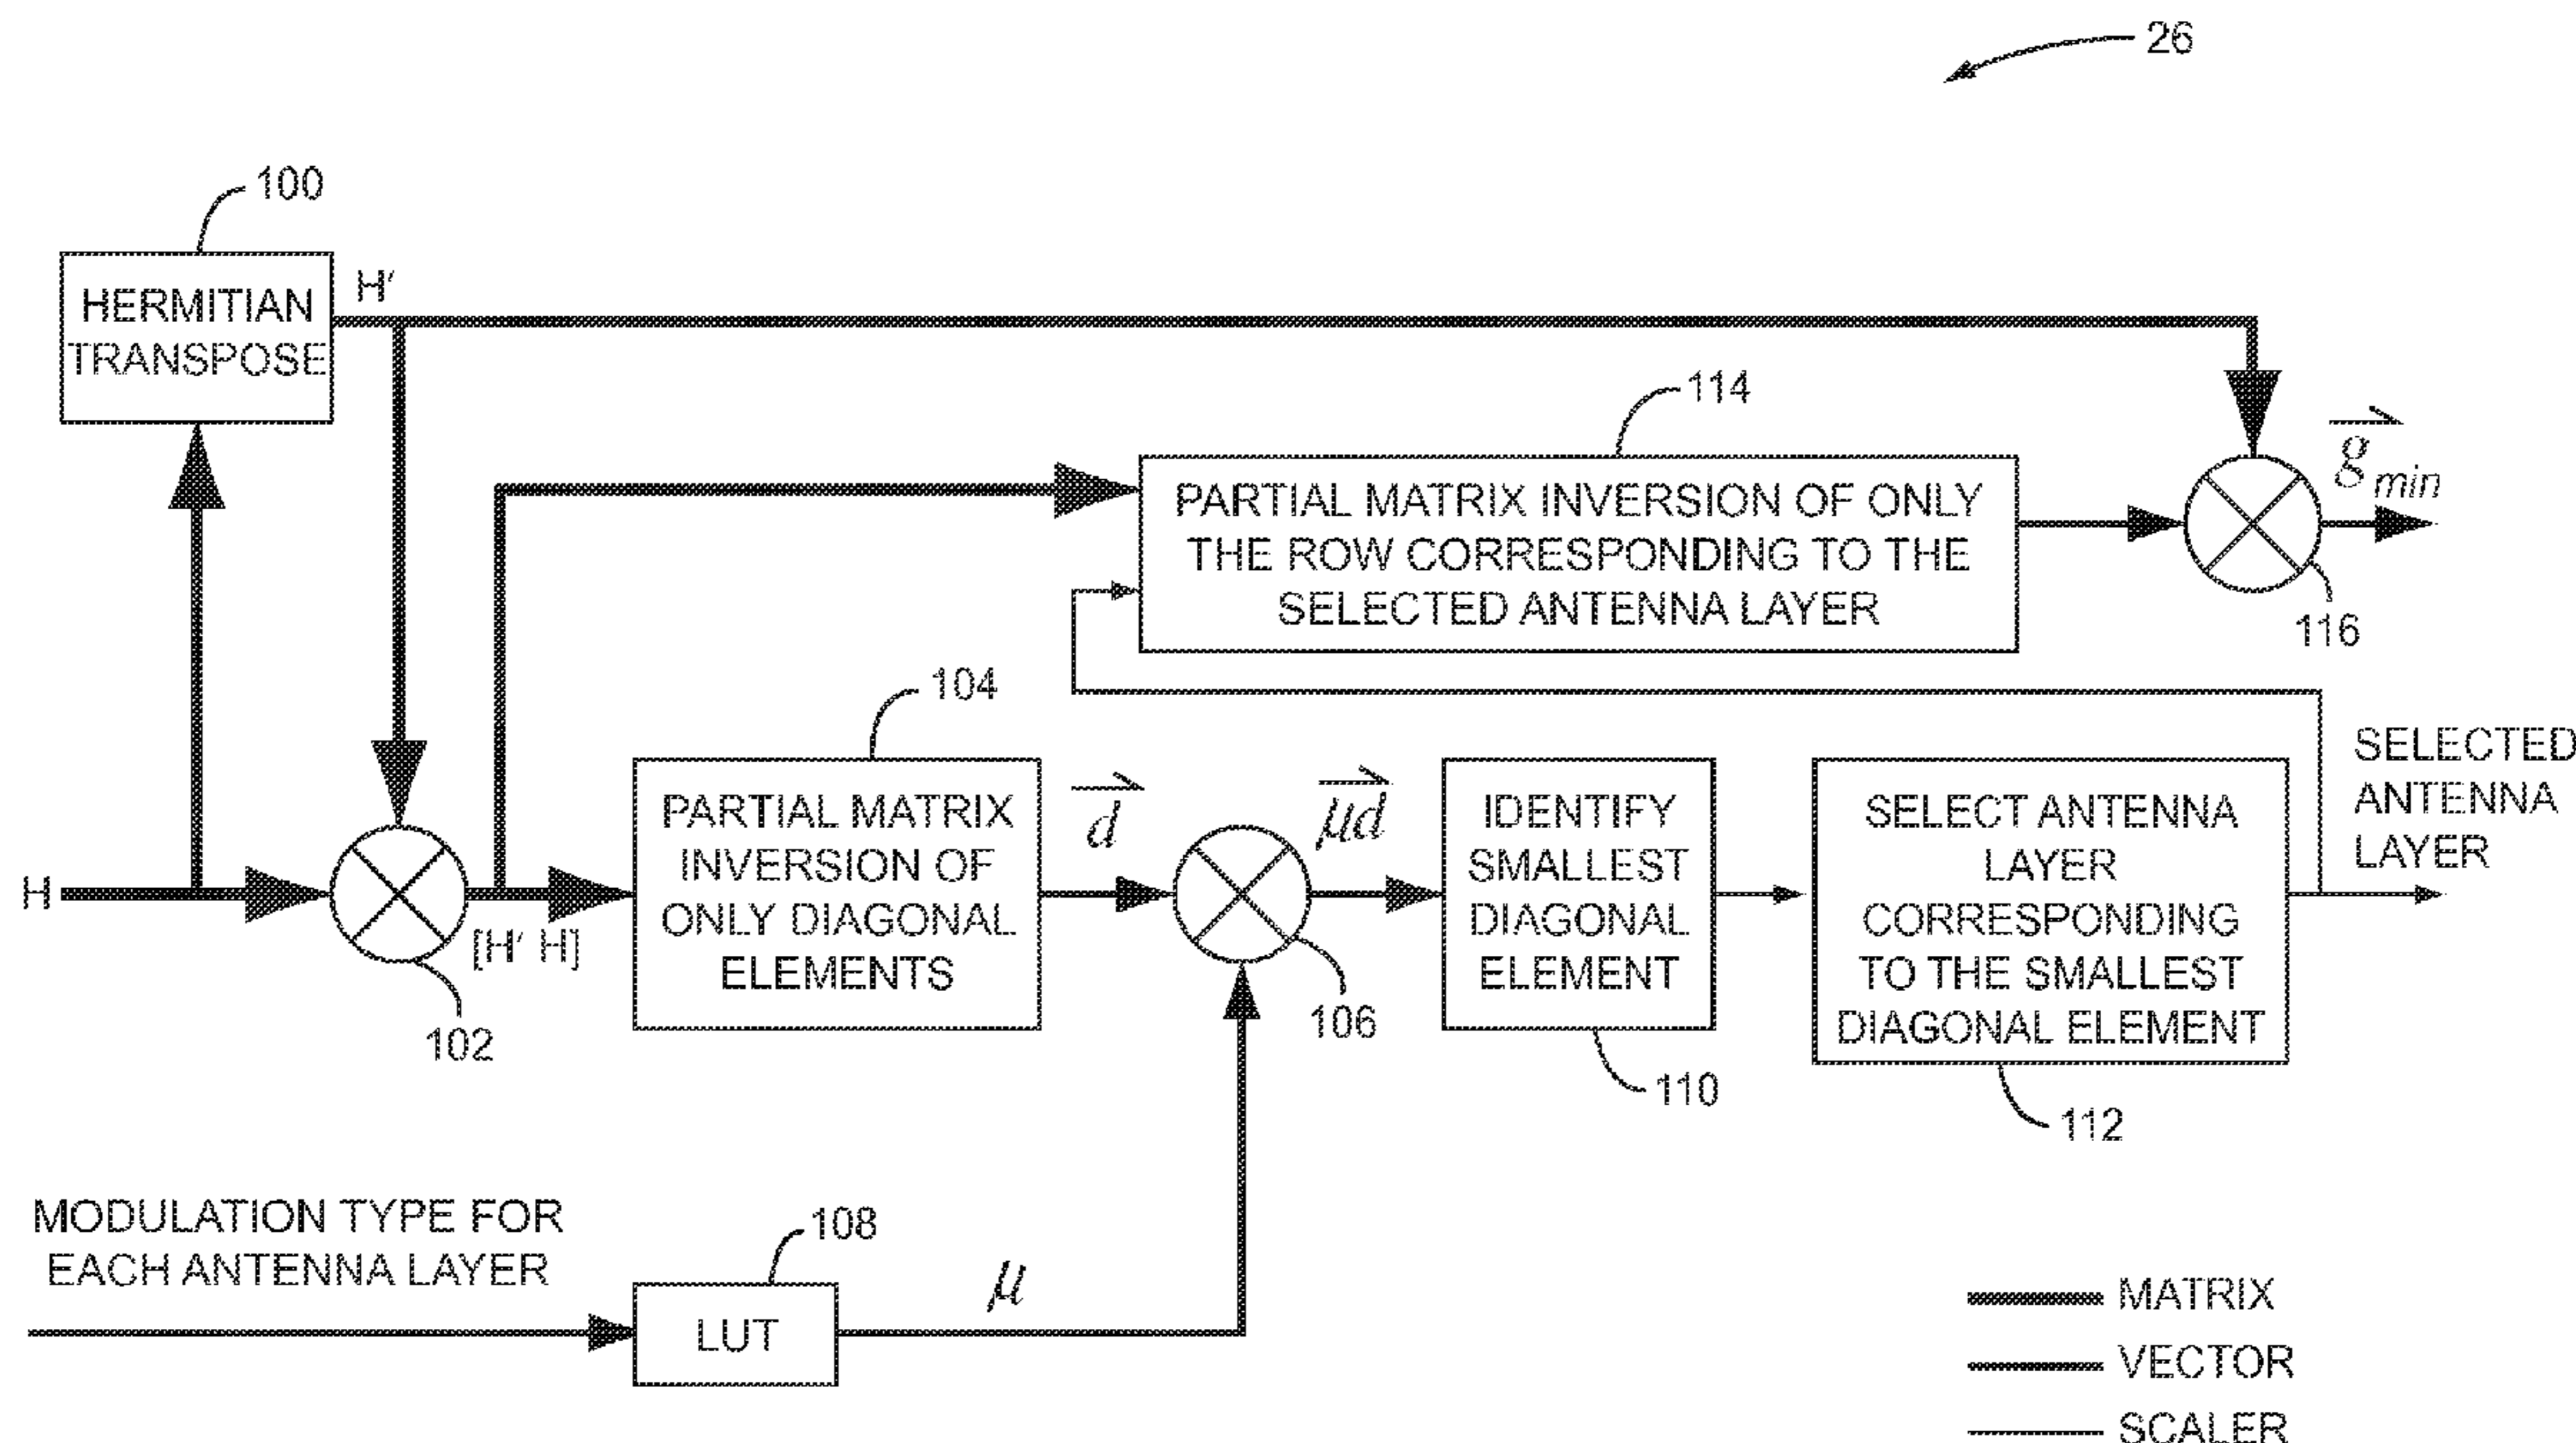 26
100
HERMITIAN
TRANSPOSE
H′
114
PARTIAL MATRIX INVERSION OF ONLY
THE ROW CORRESPONDING TO THE
SELECTED ANTENNA LAYER
g min
116
104
SELECTED
ANTENNA
LAYER
H
[H′ H]
102
PARTIAL MATRIX
INVERSION OF
ONLY DIAGONAL
ELEMENTS
d
μd
106
IDENTIFY
SMALLEST
DIAGONAL
ELEMENT
110
SELECT ANTENNA
LAYER
CORRESPONDING
TO THE SMALLEST
DIAGONAL ELEMENT
112
MODULATION TYPE FOR
EACH ANTENNA LAYER
108
LUT
μ
MATRIX
VECTOR
SCALER